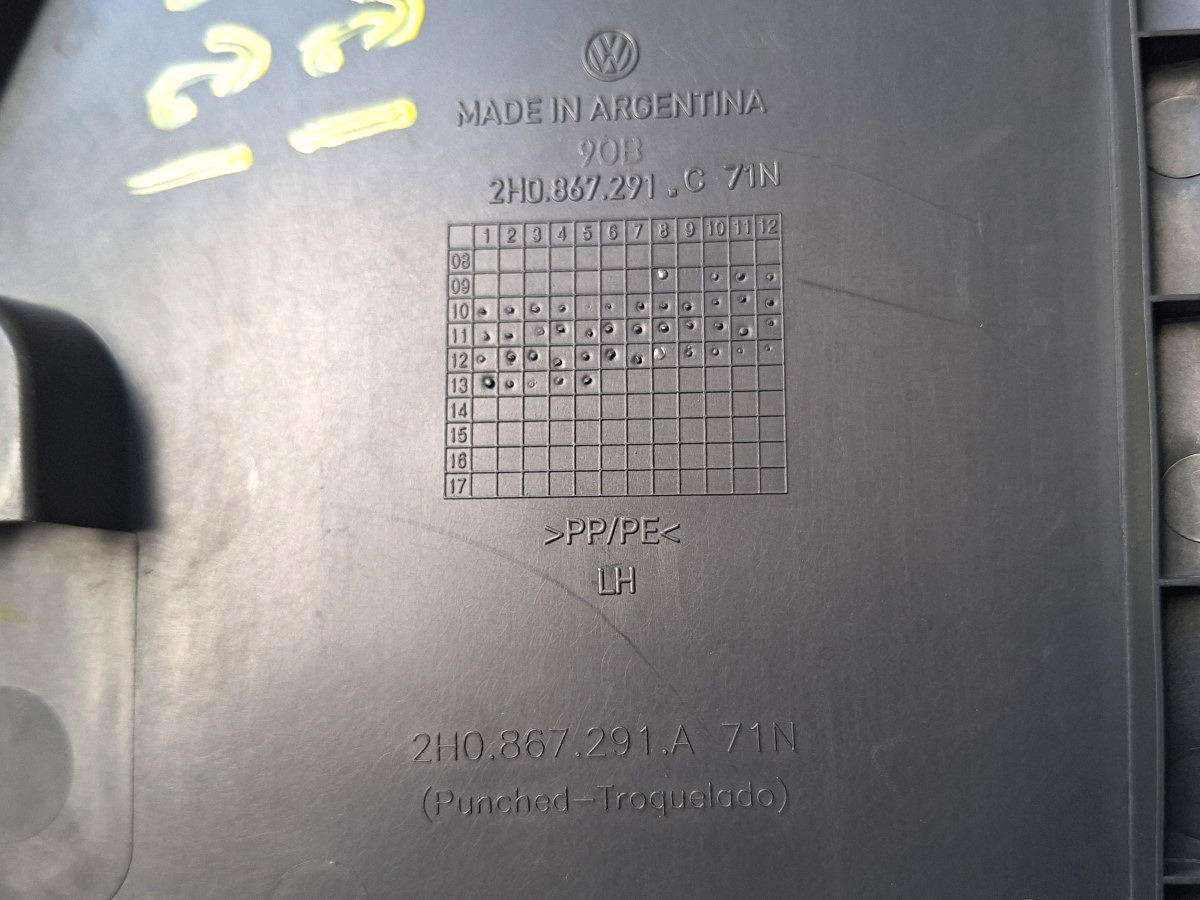 VW
MADE IN ARGENTINA
90B
2H0.867.291.C 71N
1 2 3 4 5 6 7 8 9 10 11 12
08
09
10
11
12
13
14
15
16
17
>PP/PE<
LH
2H0.867.291.A 71N
(Punched-Troquelado)